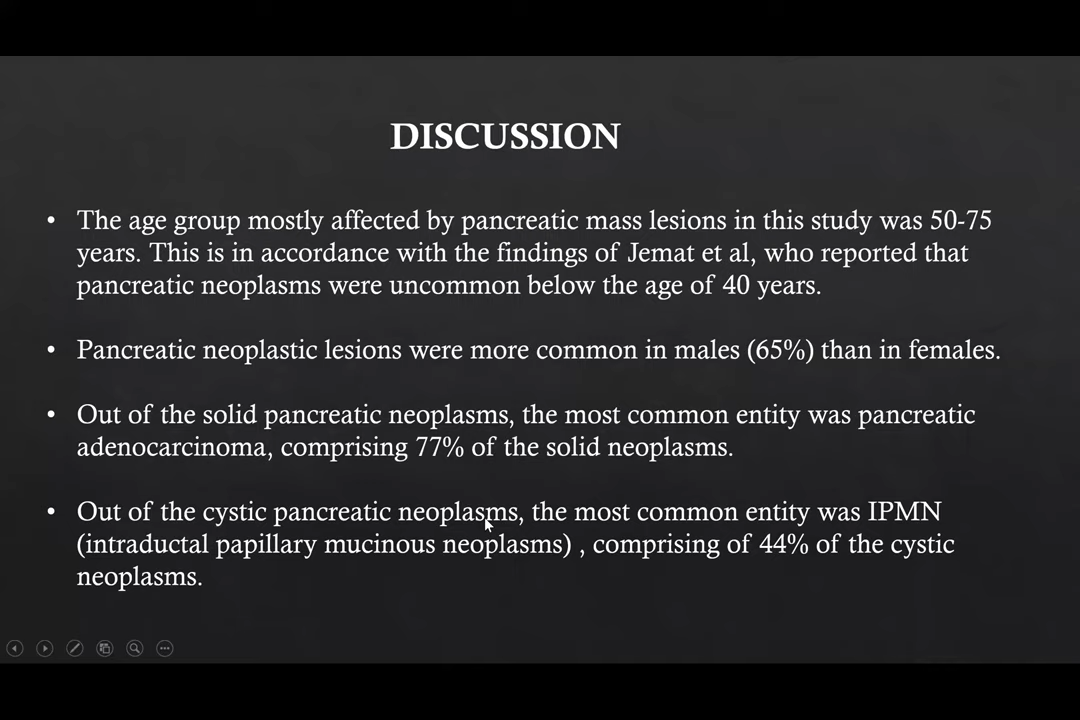 DISCUSSION
• The age group mostly affected by pancreatic mass lesions in this study was 50-75
years. This is in accordance with the findings of Jemat et al, who reported that
pancreatic neoplasms were uncommon below the age of 40 years.
• Pancreatic neoplastic lesions were more common in males (65%) than in females.
• Out of the solid pancreatic neoplasms, the most common entity was pancreatic
adenocarcinoma, comprising 77% of the solid neoplasms.
• Out of the cystic pancreatic neoplasms, the most common entity was IPMN
(intraductal papillary mucinous neoplasms) , comprising of 44% of the cystic
neoplasms.